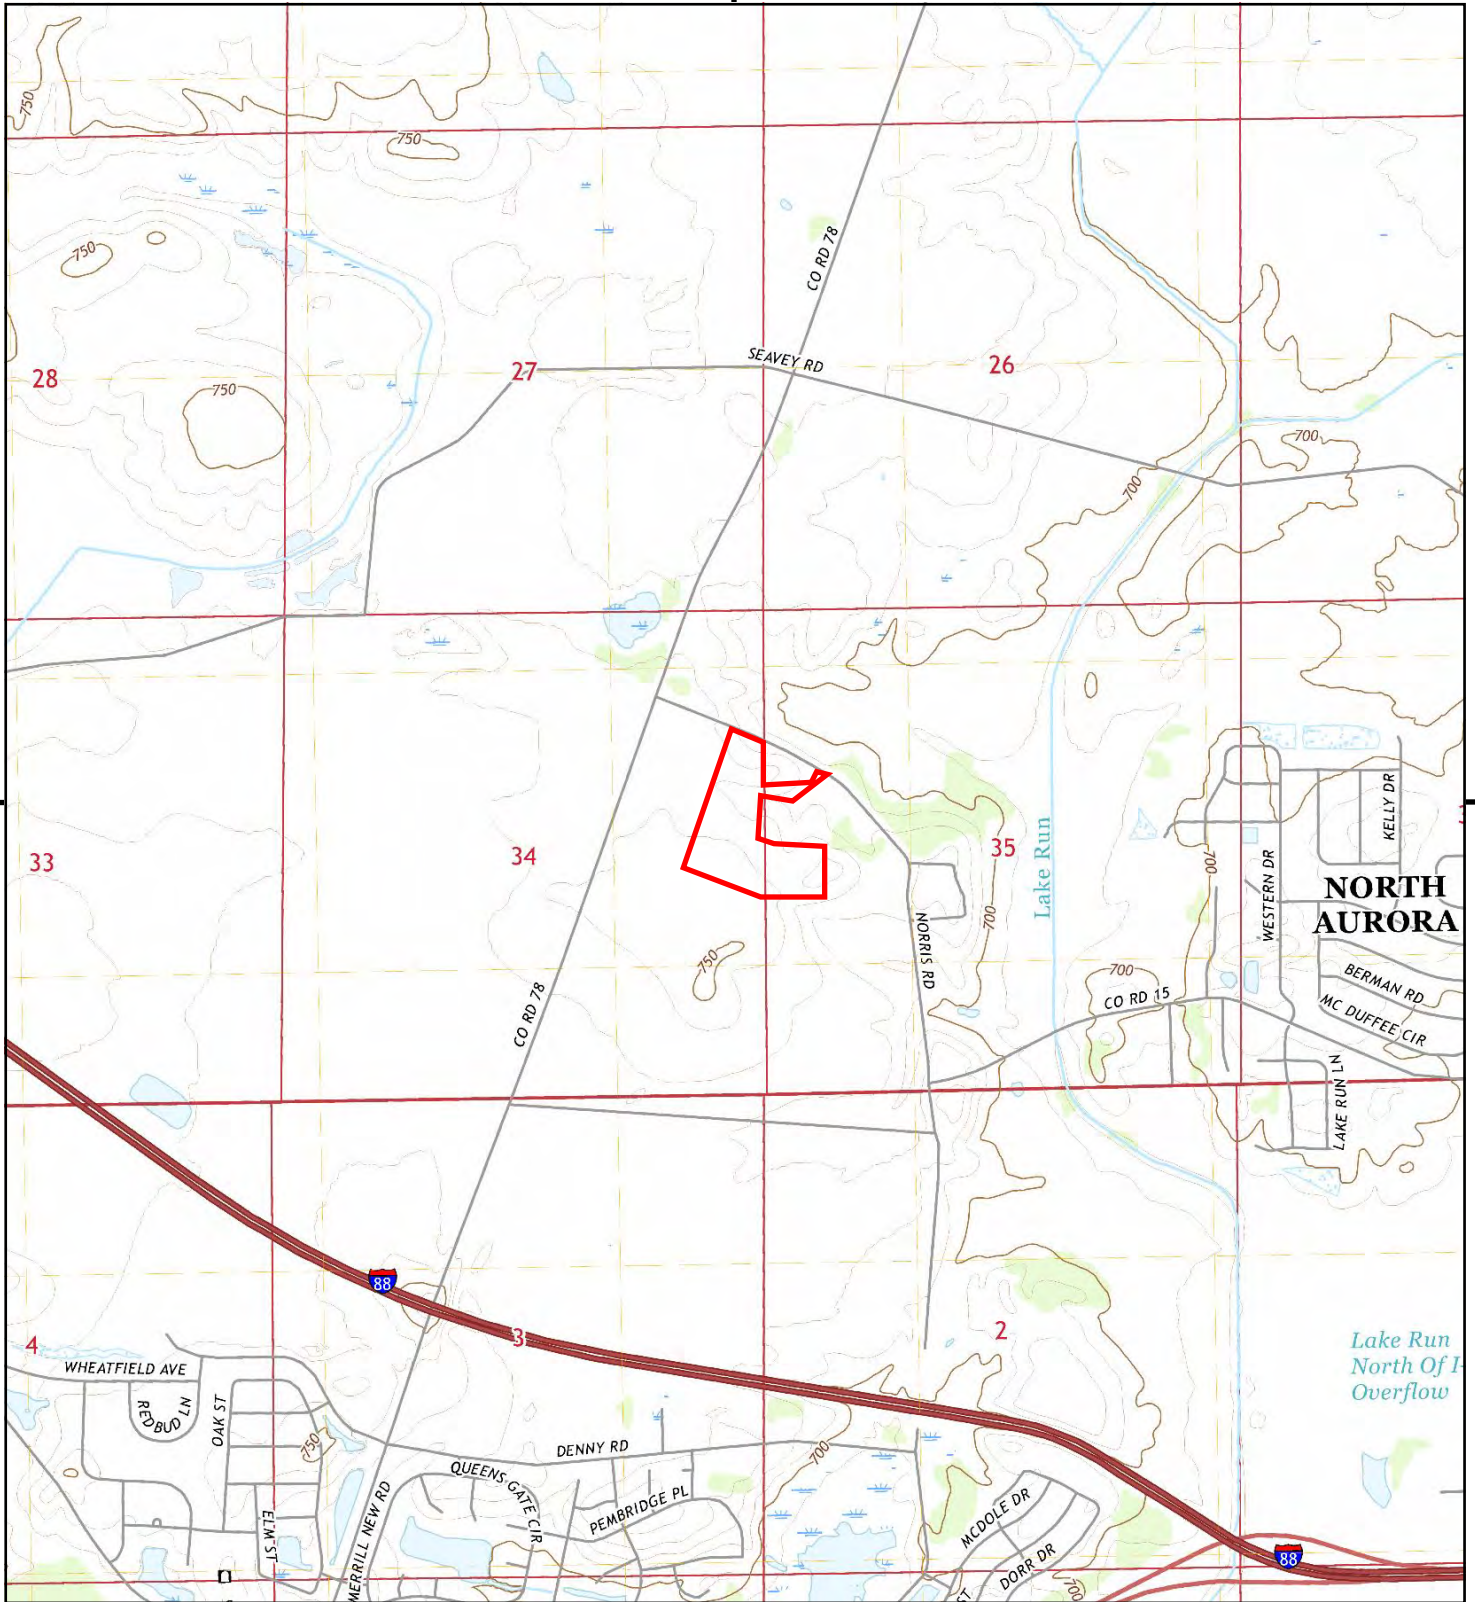 750
750
CO RD 78
750
SEAVEY RD
28
27
26
750
700
700
KELLY DR
33
34
35
Lake Run
700
WESTERN DR
NORTH
AURORA
700
NORRIS RD
750
700
CO RD 15
BERMAN RD
MC DUFFEE CIR
CO RD 78
LAKE RUN LN
88
4
3
2
Lake Run
North Of I-
Overflow
WHEATFIELD AVE
REDBUD LN
OAK ST
750
DENNY RD
700
QUEENS GATE CIR
PEMBRIDGE PL
MCDOLE DR
ELM ST
MERRILL NEW RD
DORR DR
88
ST
700